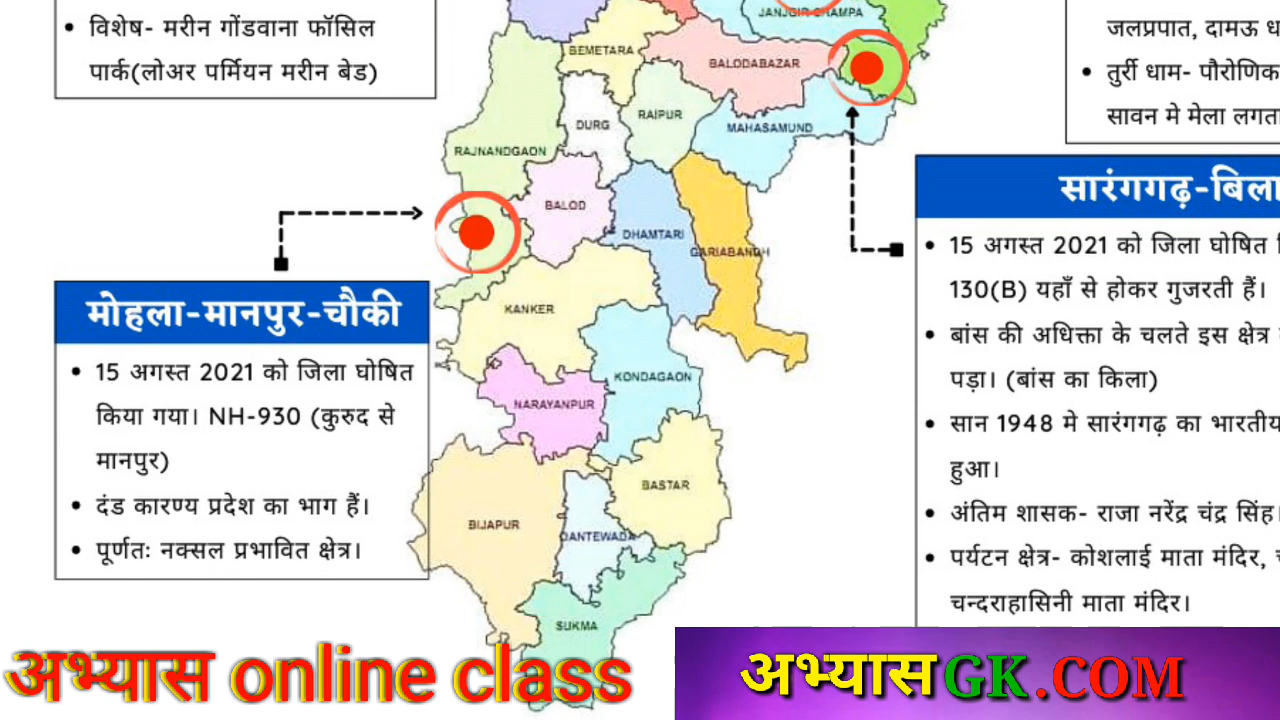 • विशेष- मरीन गोंडवाना फॉसिल
पार्क(लोअर पर्मियन मरीन बेड)
जलप्रपात, दामऊ
• तुर्री धाम- पौरोणिक
सावन मे मेला
JANJGIR CHAMPA
BEMETARA
BALODABAZAR
DURG
RAIPUR
MAHASAMUND
RAJNANDGAON
BALOD
DHAMTARI
GARIABANDH
KANKER
KONDAGAON
NARAYANPUR
BASTAR
BIJAPUR
DANTEWADA
SUKMA
मोहला-मानपुर-चौकी
• 15 अगस्त 2021 को जिला घोषित
किया गया। NH-930 (कुरुद से
मानपुर)
• दंड कारण्य प्रदेश का भाग हैं।
• पूर्णतः नक्सल प्रभावित क्षेत्र।
सारंगगढ़-बिला
• 15 अगस्त 2021 को जिला घोषित
130(B) यहाँ से होकर गुजरती हैं।
• बांस की अधिक्ता के चलते इस क्षेत्र
पड़ा। (बांस का किला)
• सान 1948 मे सारंगगढ़ का भारतीय
हुआ।
• अंतिम शासक- राजा नरेंद्र चंद्र सिंह।
• पर्यटन क्षेत्र- कोशलाई माता मंदिर,
चन्दराहासिनी माता मंदिर।
अभ्यास online class
अभ्यासGK.COM